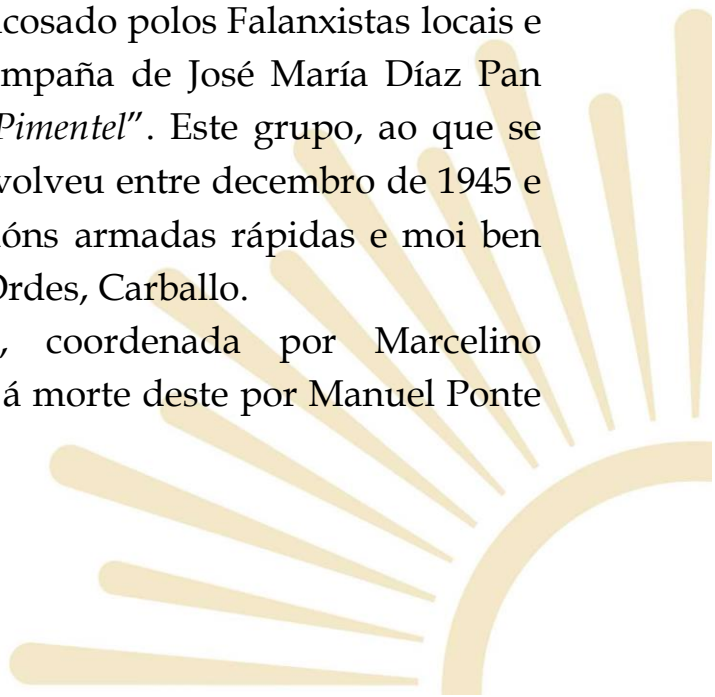 cosado polos Falanxistas locais e
mpaña de José María Díaz Pan
Pimentel”. Este grupo, ao que se
volveu entre decembro de 1945 e
óns armadas rápidas e moi ben
Ordes, Carballo.
, coordenada por Marcelino
á morte deste por Manuel Ponte